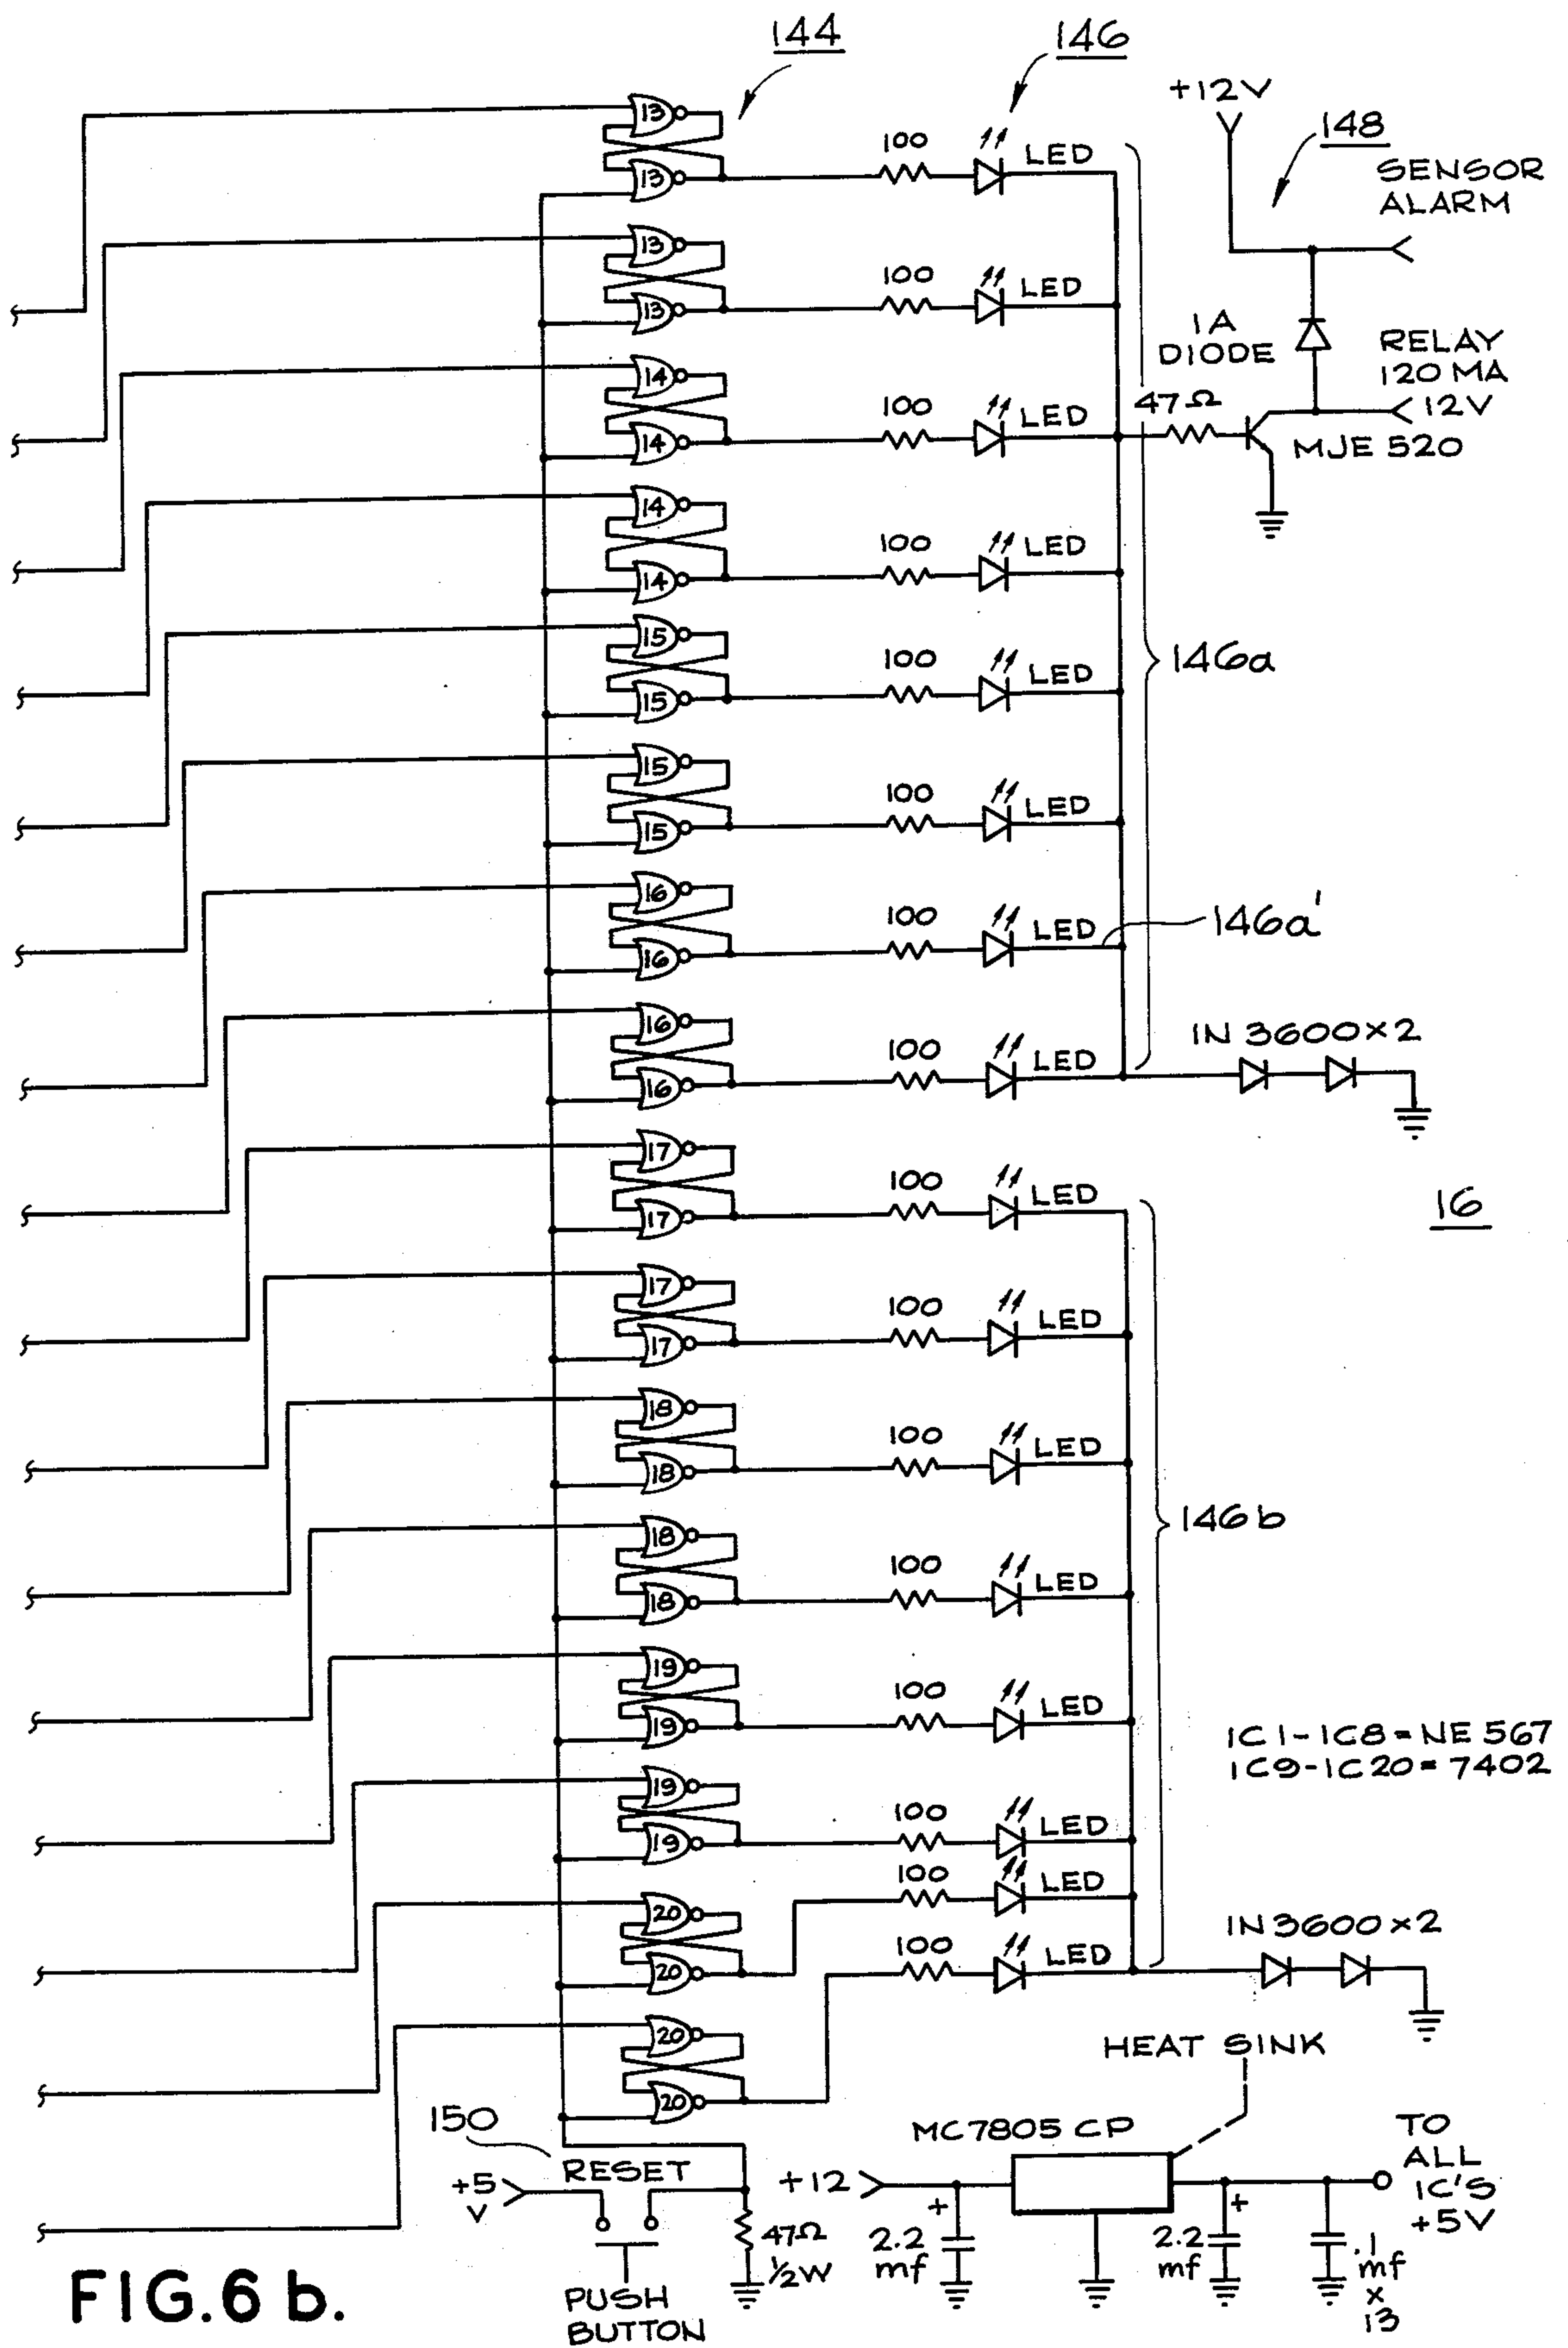 144
146
+12V
148
SENSOR
ALARM
13
100
LED
13
13
100
LED
13
1A
DIODE
RELAY
120 MA
12V
14
100
LED
47Ω
14
MJE 520
14
100
LED
14
15
100
LED
146a
15
15
100
LED
15
16
100
LED
146a'
16
16
100
LED
IN 3600 x 2
16
17
100
LED
16
17
17
100
LED
17
18
100
LED
18
146b
18
100
LED
18
19
100
LED
19
IC1-IC8 = NE 567
IC9-IC20 = 7402
19
100
LED
19
100
LED
20
20
100
LED
IN 3600 x 2
20
20
HEAT SINK
150
RESET
+5
V
MC7805 CP
+12
TO
ALL
IC'S
+5V
+
+
47Ω
1/2W
2.2
mf
2.2
mf
.1
mf
x
13
PUSH
BUTTON
FIG.6b.